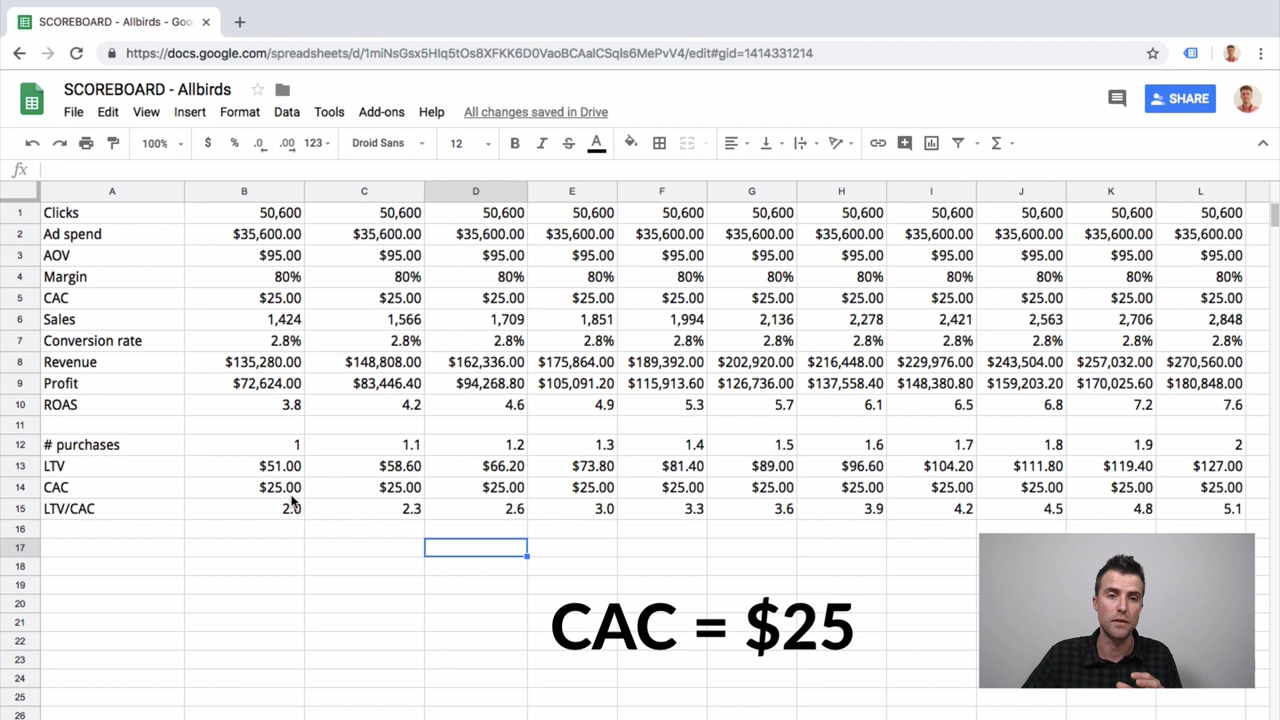 SCOREBOARD - Allbirds - Goo
https://docs.google.com/spreadsheets/d/1miNsGsx5HIq5tOs8XFKK6D0VaoBCAalCSqls6MePvV4/edit#gid=1414331214
SCOREBOARD - Allbirds
SHARE
File Edit View Insert Format Data Tools Add-ons Help All changes saved in Drive
100% $ % .0 .00 123 Droid Sans 12 B I S A
fx
A B C D E F G H I J K L
1 Clicks 50,600 50,600 50,600 50,600 50,600 50,600 50,600 50,600 50,600 50,600 50,600
2 Ad spend $35,600.00 $35,600.00 $35,600.00 $35,600.00 $35,600.00 $35,600.00 $35,600.00 $35,600.00 $35,600.00 $35,600.00 $35,600.00
3 AOV $95.00 $95.00 $95.00 $95.00 $95.00 $95.00 $95.00 $95.00 $95.00 $95.00 $95.00
4 Margin 80% 80% 80% 80% 80% 80% 80% 80% 80% 80% 80%
5 CAC $25.00 $25.00 $25.00 $25.00 $25.00 $25.00 $25.00 $25.00 $25.00 $25.00 $25.00
6 Sales 1,424 1,566 1,709 1,851 1,994 2,136 2,278 2,421 2,563 2,706 2,848
7 Conversion rate 2.8% 2.8% 2.8% 2.8% 2.8% 2.8% 2.8% 2.8% 2.8% 2.8% 2.8%
8 Revenue $135,280.00 $148,808.00 $162,336.00 $175,864.00 $189,392.00 $202,920.00 $216,448.00 $229,976.00 $243,504.00 $257,032.00 $270,560.00
9 Profit $72,624.00 $83,446.40 $94,268.80 $105,091.20 $115,913.60 $126,736.00 $137,558.40 $148,380.80 $159,203.20 $170,025.60 $180,848.00
10 ROAS 3.8 4.2 4.6 4.9 5.3 5.7 6.1 6.5 6.8 7.2 7.6
11
12 # purchases 1 1.1 1.2 1.3 1.4 1.5 1.6 1.7 1.8 1.9 2
13 LTV $51.00 $58.60 $66.20 $73.80 $81.40 $89.00 $96.60 $104.20 $111.80 $119.40 $127.00
14 CAC $25.00 $25.00 $25.00 $25.00 $25.00 $25.00 $25.00 $25.00 $25.00 $25.00 $25.00
15 LTV/CAC 2.0 2.3 2.6 3.0 3.3 3.6 3.9 4.2 4.5 4.8 5.1
16
17
18
19
20
21
22
23
24
25
26
CAC = $25